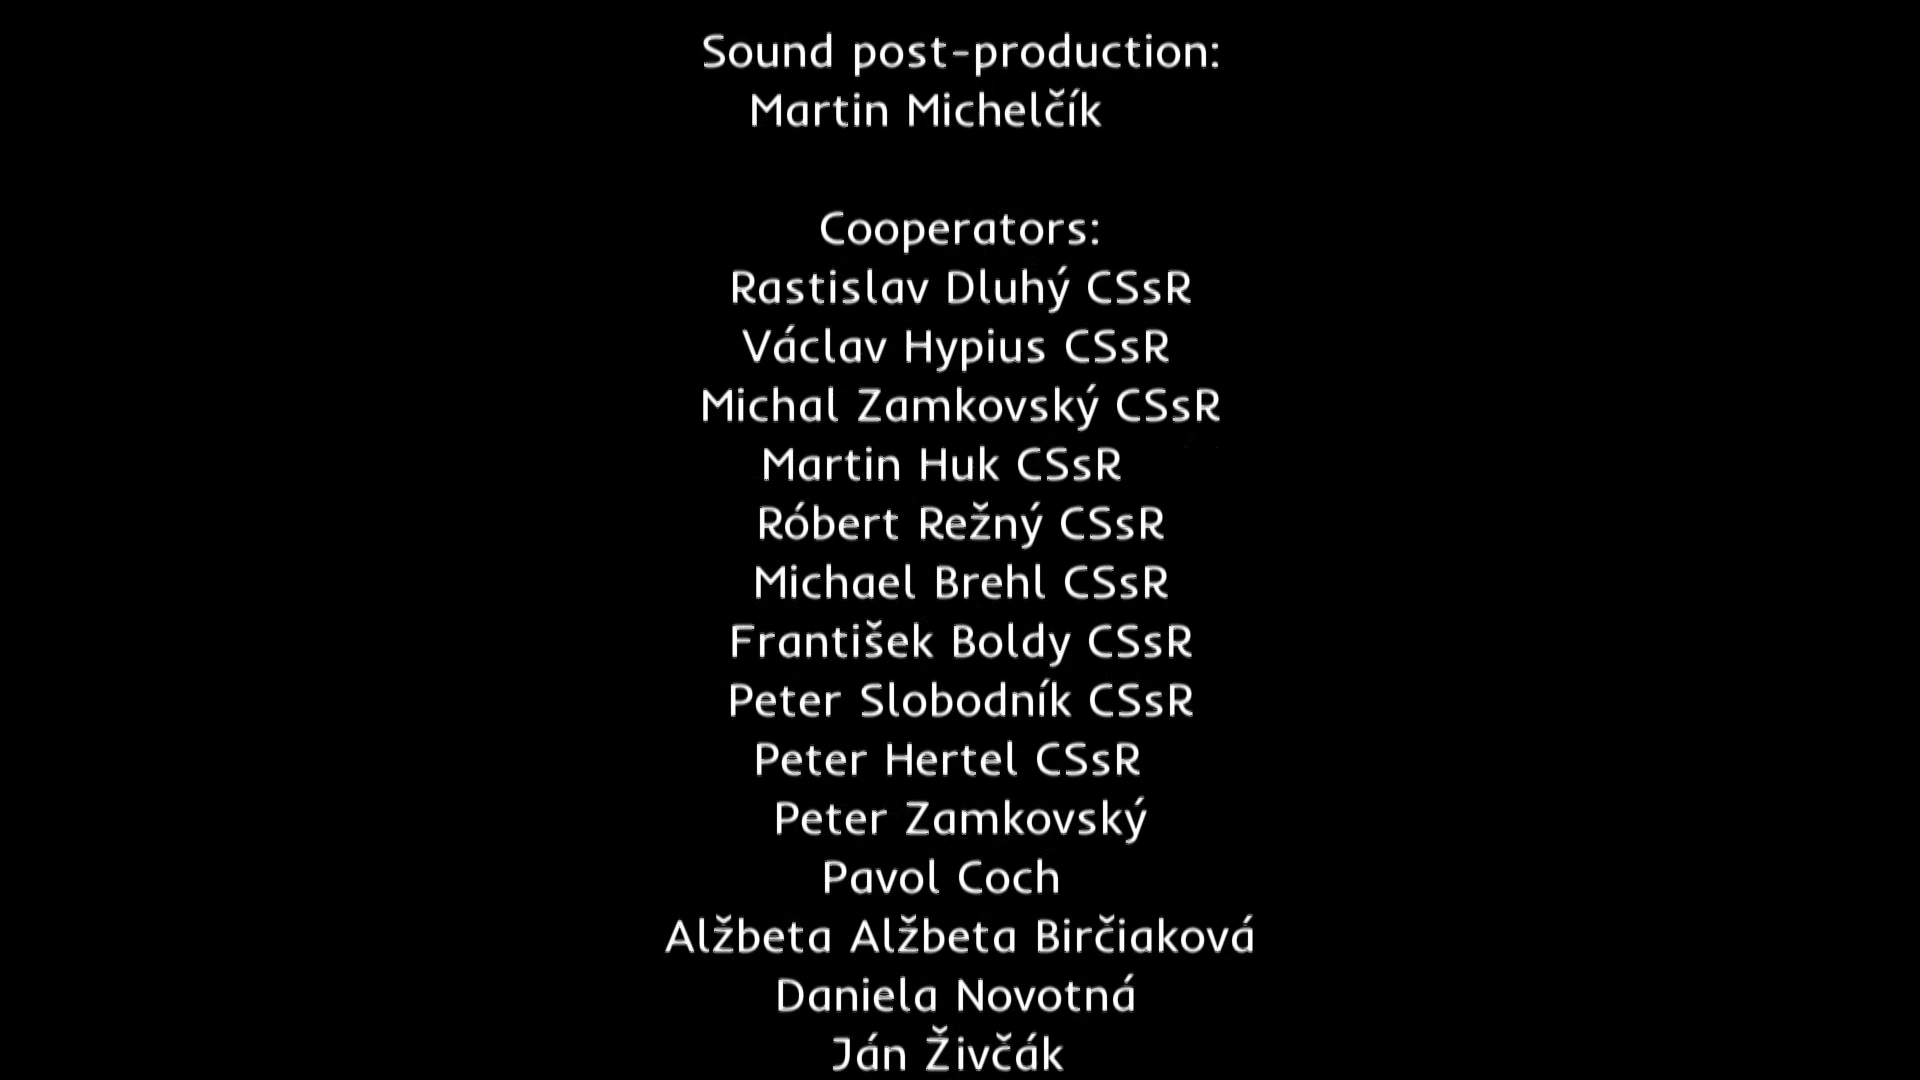 Sound post-production:
Martin Michelčík
Cooperators:
Rastislav Dluhý CSsR
Václav Hypius CSsR
Michal Zamkovský CSsR
Martin Huk CSsR
Róbert Režný CSsR
Michael Brehl CSsR
František Boldy CSsR
Peter Slobodník CSsR
Peter Hertel CSsR
Peter Zamkovský
Pavol Coch
Alžbeta Alžbeta Birčiaková
Daniela Novotná
Ján Živčák